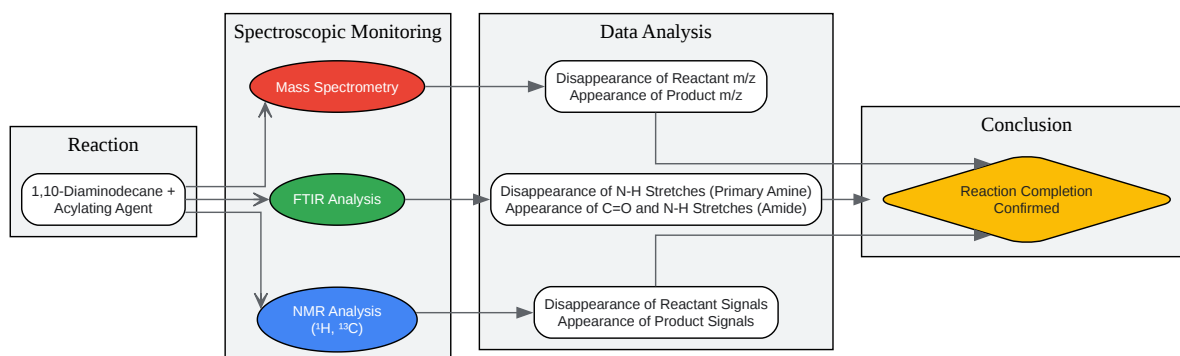 Reaction
1,10-Diaminodecane +
Acylating Agent
Spectroscopic Monitoring
Mass Spectrometry
FTIR Analysis
NMR Analysis
(¹H, ¹³C)
Data Analysis
Disappearance of Reactant m/z
Appearance of Product m/z
Disappearance of N-H Stretches (Primary Amine)
Appearance of C=O and N-H Stretches (Amide)
Disappearance of Reactant Signals
Appearance of Product Signals
Conclusion
Reaction Completion
Confirmed